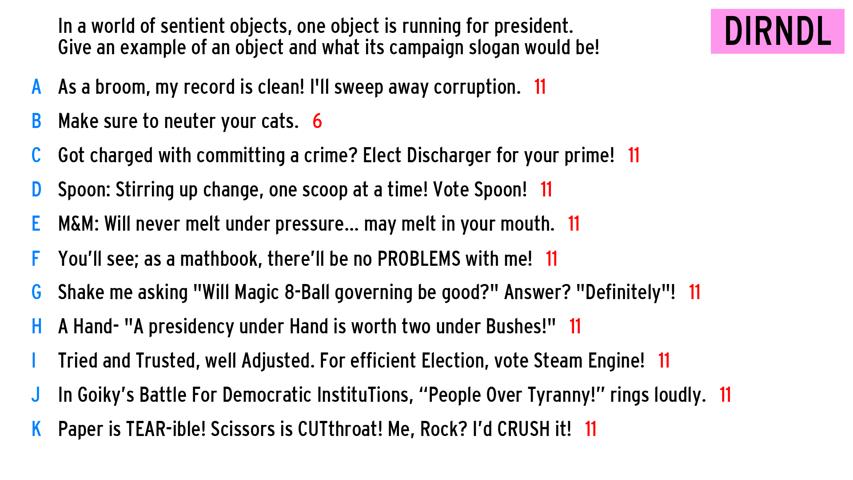 In a world of sentient objects, one object is running for president.
Give an example of an object and what its campaign slogan would be!
DIRNDL
A As a broom, my record is clean! I'll sweep away corruption. 11
B Make sure to neuter your cats. 6
C Got charged with committing a crime? Elect Discharger for your prime! 11
D Spoon: Stirring up change, one scoop at a time! Vote Spoon! 11
E M&M: Will never melt under pressure... may melt in your mouth. 11
F You’ll see; as a mathbook, there’ll be no PROBLEMS with me! 11
G Shake me asking "Will Magic 8-Ball governing be good?" Answer? "Definitely"! 11
H A Hand- "A presidency under Hand is worth two under Bushes!" 11
I Tried and Trusted, well Adjusted. For efficient Election, vote Steam Engine! 11
J In Goiky’s Battle For Democratic InstituTions, “People Over Tyranny!” rings loudly. 11
K Paper is TEAR-ible! Scissors is CUTthroat! Me, Rock? I’d CRUSH it! 11